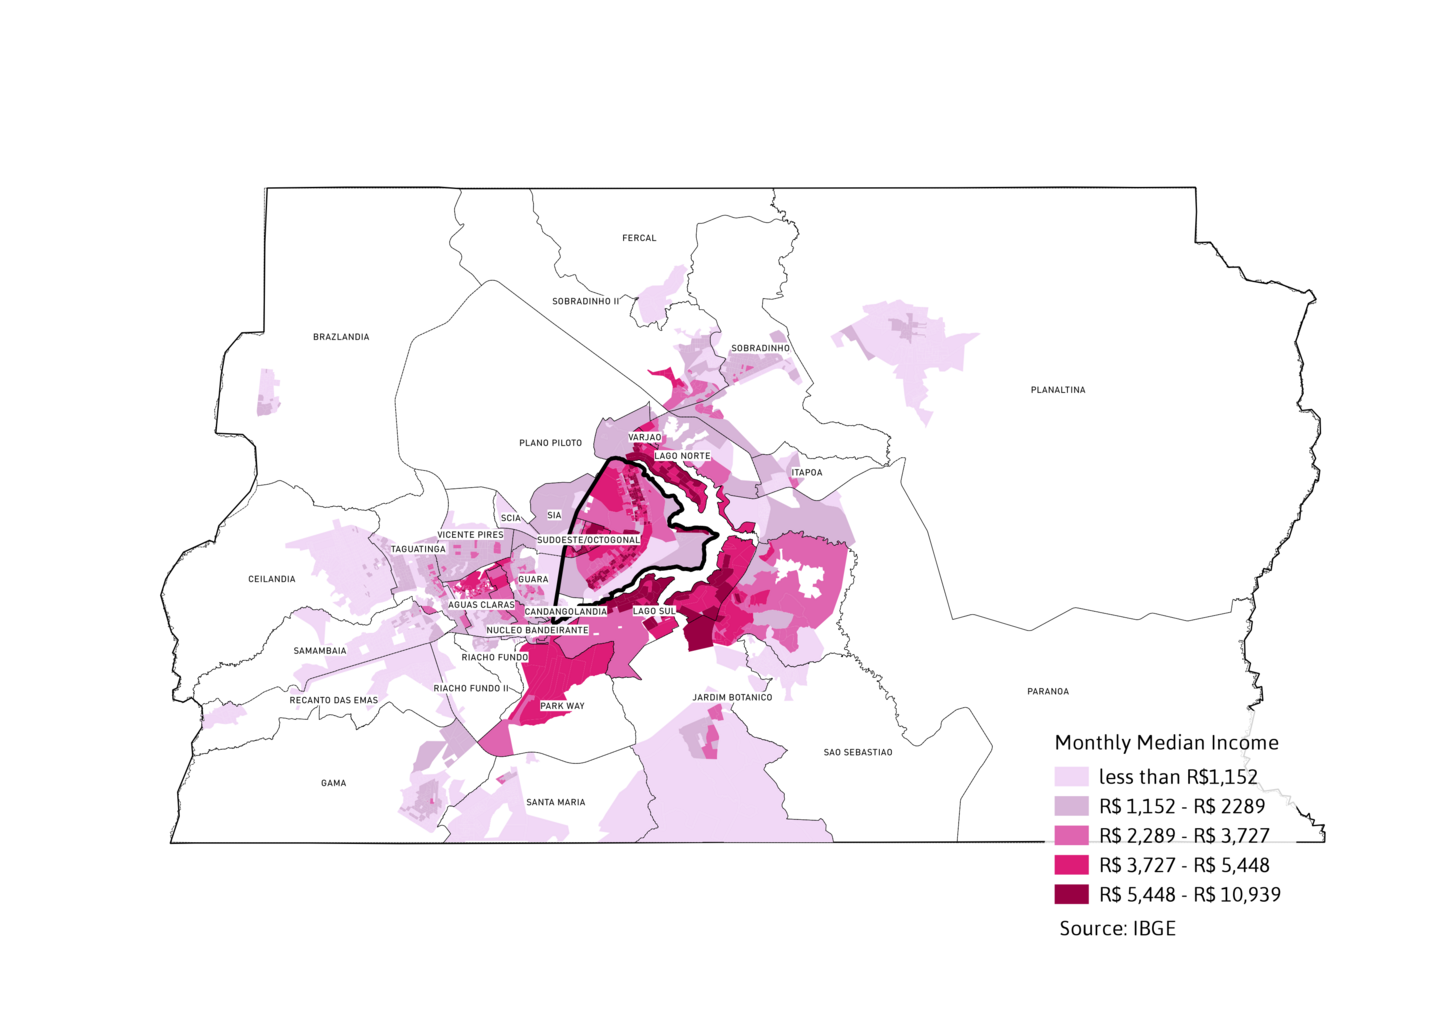 FERCAL
SOBRADINHO II
BRAZLANDIA
SOBRADINHO
PLANALTINA
PLANO PILOTO
VARJAO
LAGO NORTE
ITAPOA
SCIA
SIA
VICENTE PIRES
SUDOESTE/OCTOGONAL
TAGUATINGA
CEILANDIA
GUARA
AGUAS CLARAS
CANDANGOLANDIA
LAGO SUL
NUCLEO BANDEIRANTE
SAMAMBAIA
RIACHO FUNDO
RIACHO FUNDO II
PARANOA
JARDIM BOTANICO
RECANTO DAS EMAS
PARK WAY
SAO SEBASTIAO
GAMA
SANTA MARIA
Monthly Median Income
less than R$1,152
R$ 1,152 - R$ 2289
R$ 2,289 - R$ 3,727
R$ 3,727 - R$ 5,448
R$ 5,448 - R$ 10,939
Source: IBGE